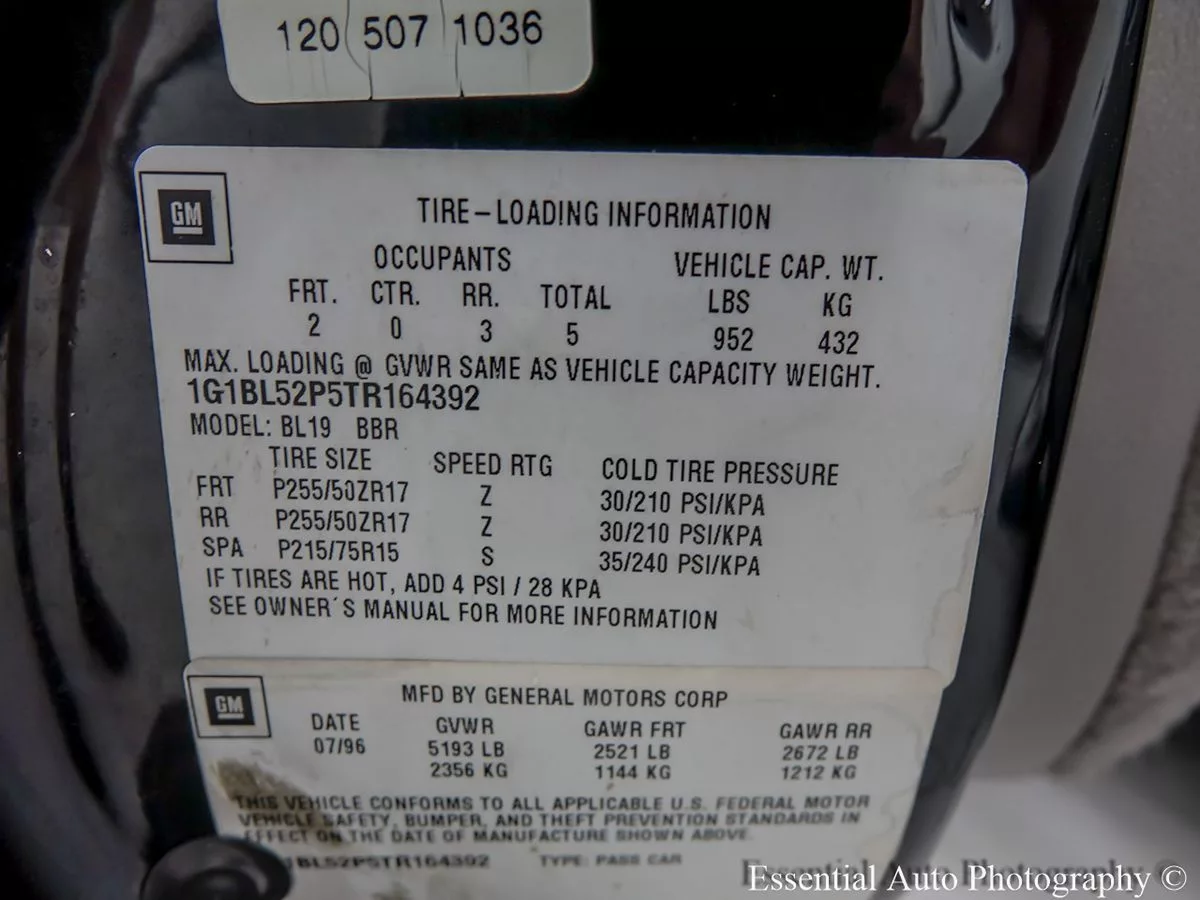 120 507 1036
GM
TIRE-LOADING INFORMATION
OCCUPANTS VEHICLE CAP. WT.
FRT. CTR. RR. TOTAL LBS KG
2 0 3 5 952 432
MAX. LOADING @ GVWR SAME AS VEHICLE CAPACITY WEIGHT.
1G1BL52P5TR164392
MODEL: BL19 BBR
TIRE SIZE SPEED RTG COLD TIRE PRESSURE
FRT P255/50ZR17 Z 30/210 PSI/KPA
RR P255/50ZR17 Z 30/210 PSI/KPA
SPA P215/75R15 S 35/240 PSI/KPA
IF TIRES ARE HOT, ADD 4 PSI / 28 KPA
SEE OWNER´S MANUAL FOR MORE INFORMATION
GM
MFD BY GENERAL MOTORS CORP
DATE GVWR GAWR FRT GAWR RR
07/96 5193 LB 2521 LB 2672 LB
2356 KG 1144 KG 1212 KG
THIS VEHICLE CONFORMS TO ALL APPLICABLE U.S. FEDERAL MOTOR
VEHICLE SAFETY, BUMPER, AND THEFT PREVENTION STANDARDS IN
EFFECT ON THE DATE OF MANUFACTURE SHOWN ABOVE.
1BL52P5TR164392 TYPE: PASS CAR
Essential Auto Photography ©